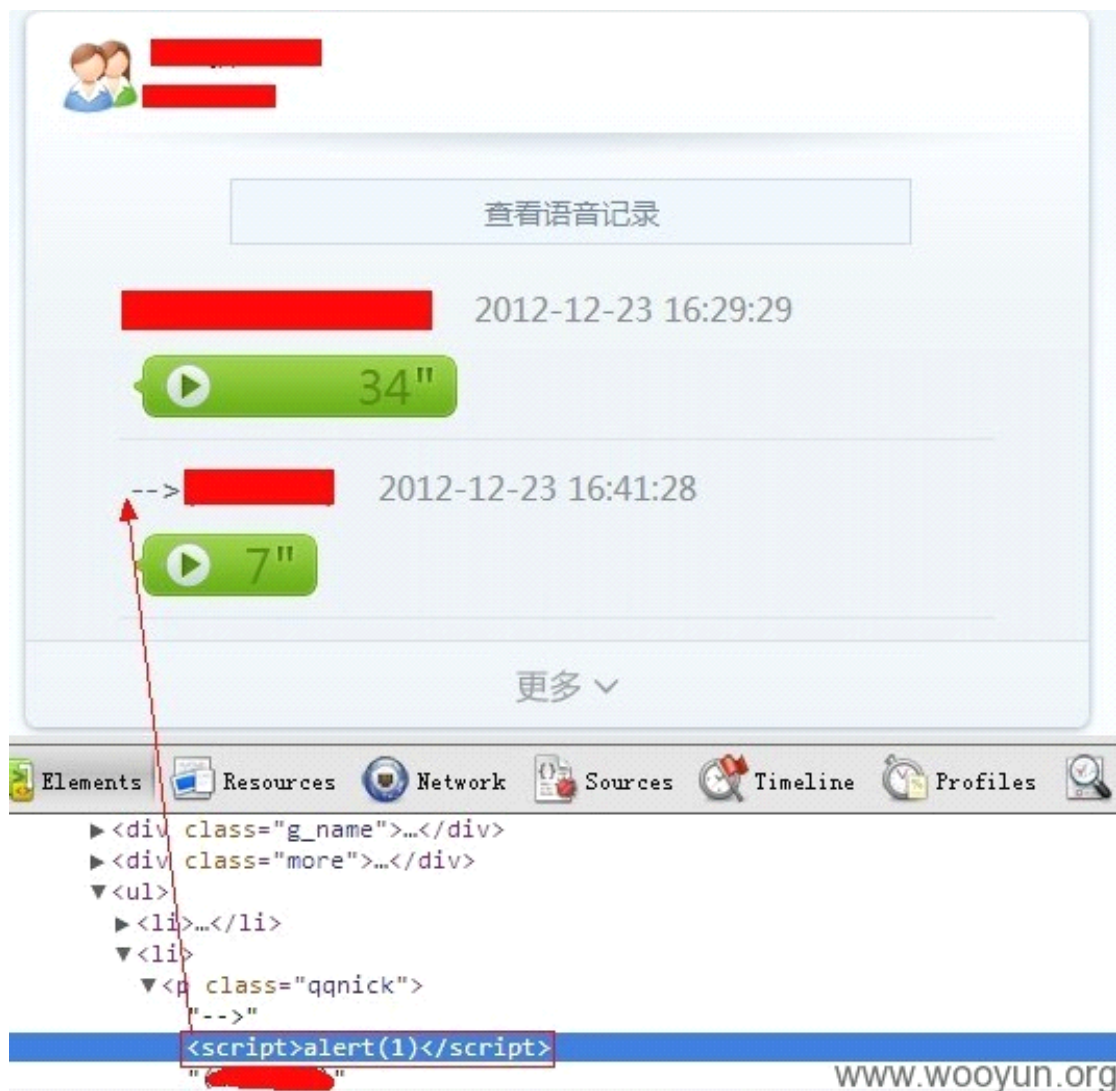 查看语音记录
2012-12-23 16:29:29
34"
--> 2012-12-23 16:41:28
7"
更多
Elements Resources Network Sources Timeline Profiles
▶<div class="g_name">…</div>
▶<div class="more">…</div>
▼<ul>
▶<li>…</li>
▼<li>
▼<p class="qqnick">
"-->"
<script>alert(1)</script>
"( "
www.wooyun.org